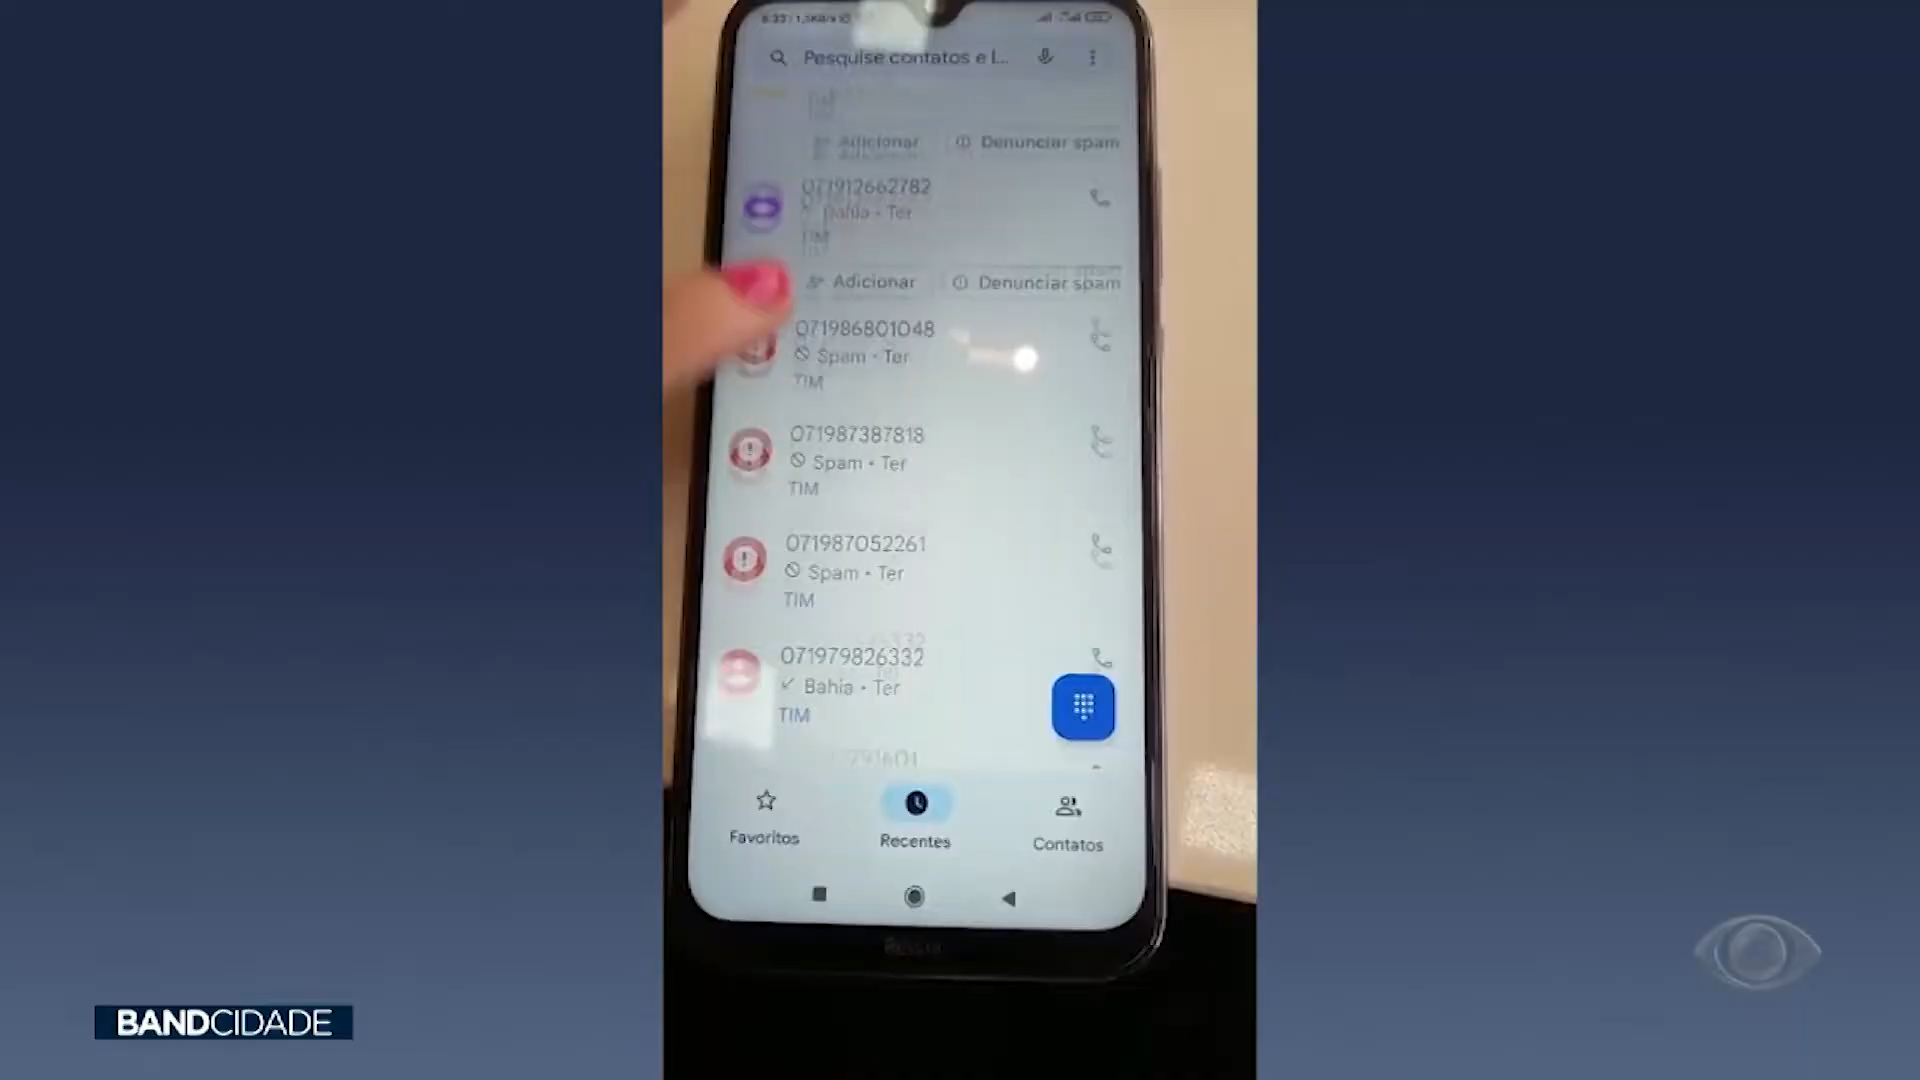 Pesquise contatos e l...
Adicionar
Denunciar spam
071912662782
Bahia • Ter
TIM
Adicionar
Denunciar spam
071986801048
Spam • Ter
TIM
071987387818
Spam • Ter
TIM
071987052261
Spam • Ter
TIM
071979826332
Bahia • Ter
TIM
Favoritos
Recentes
Contatos
BANDCIDADE